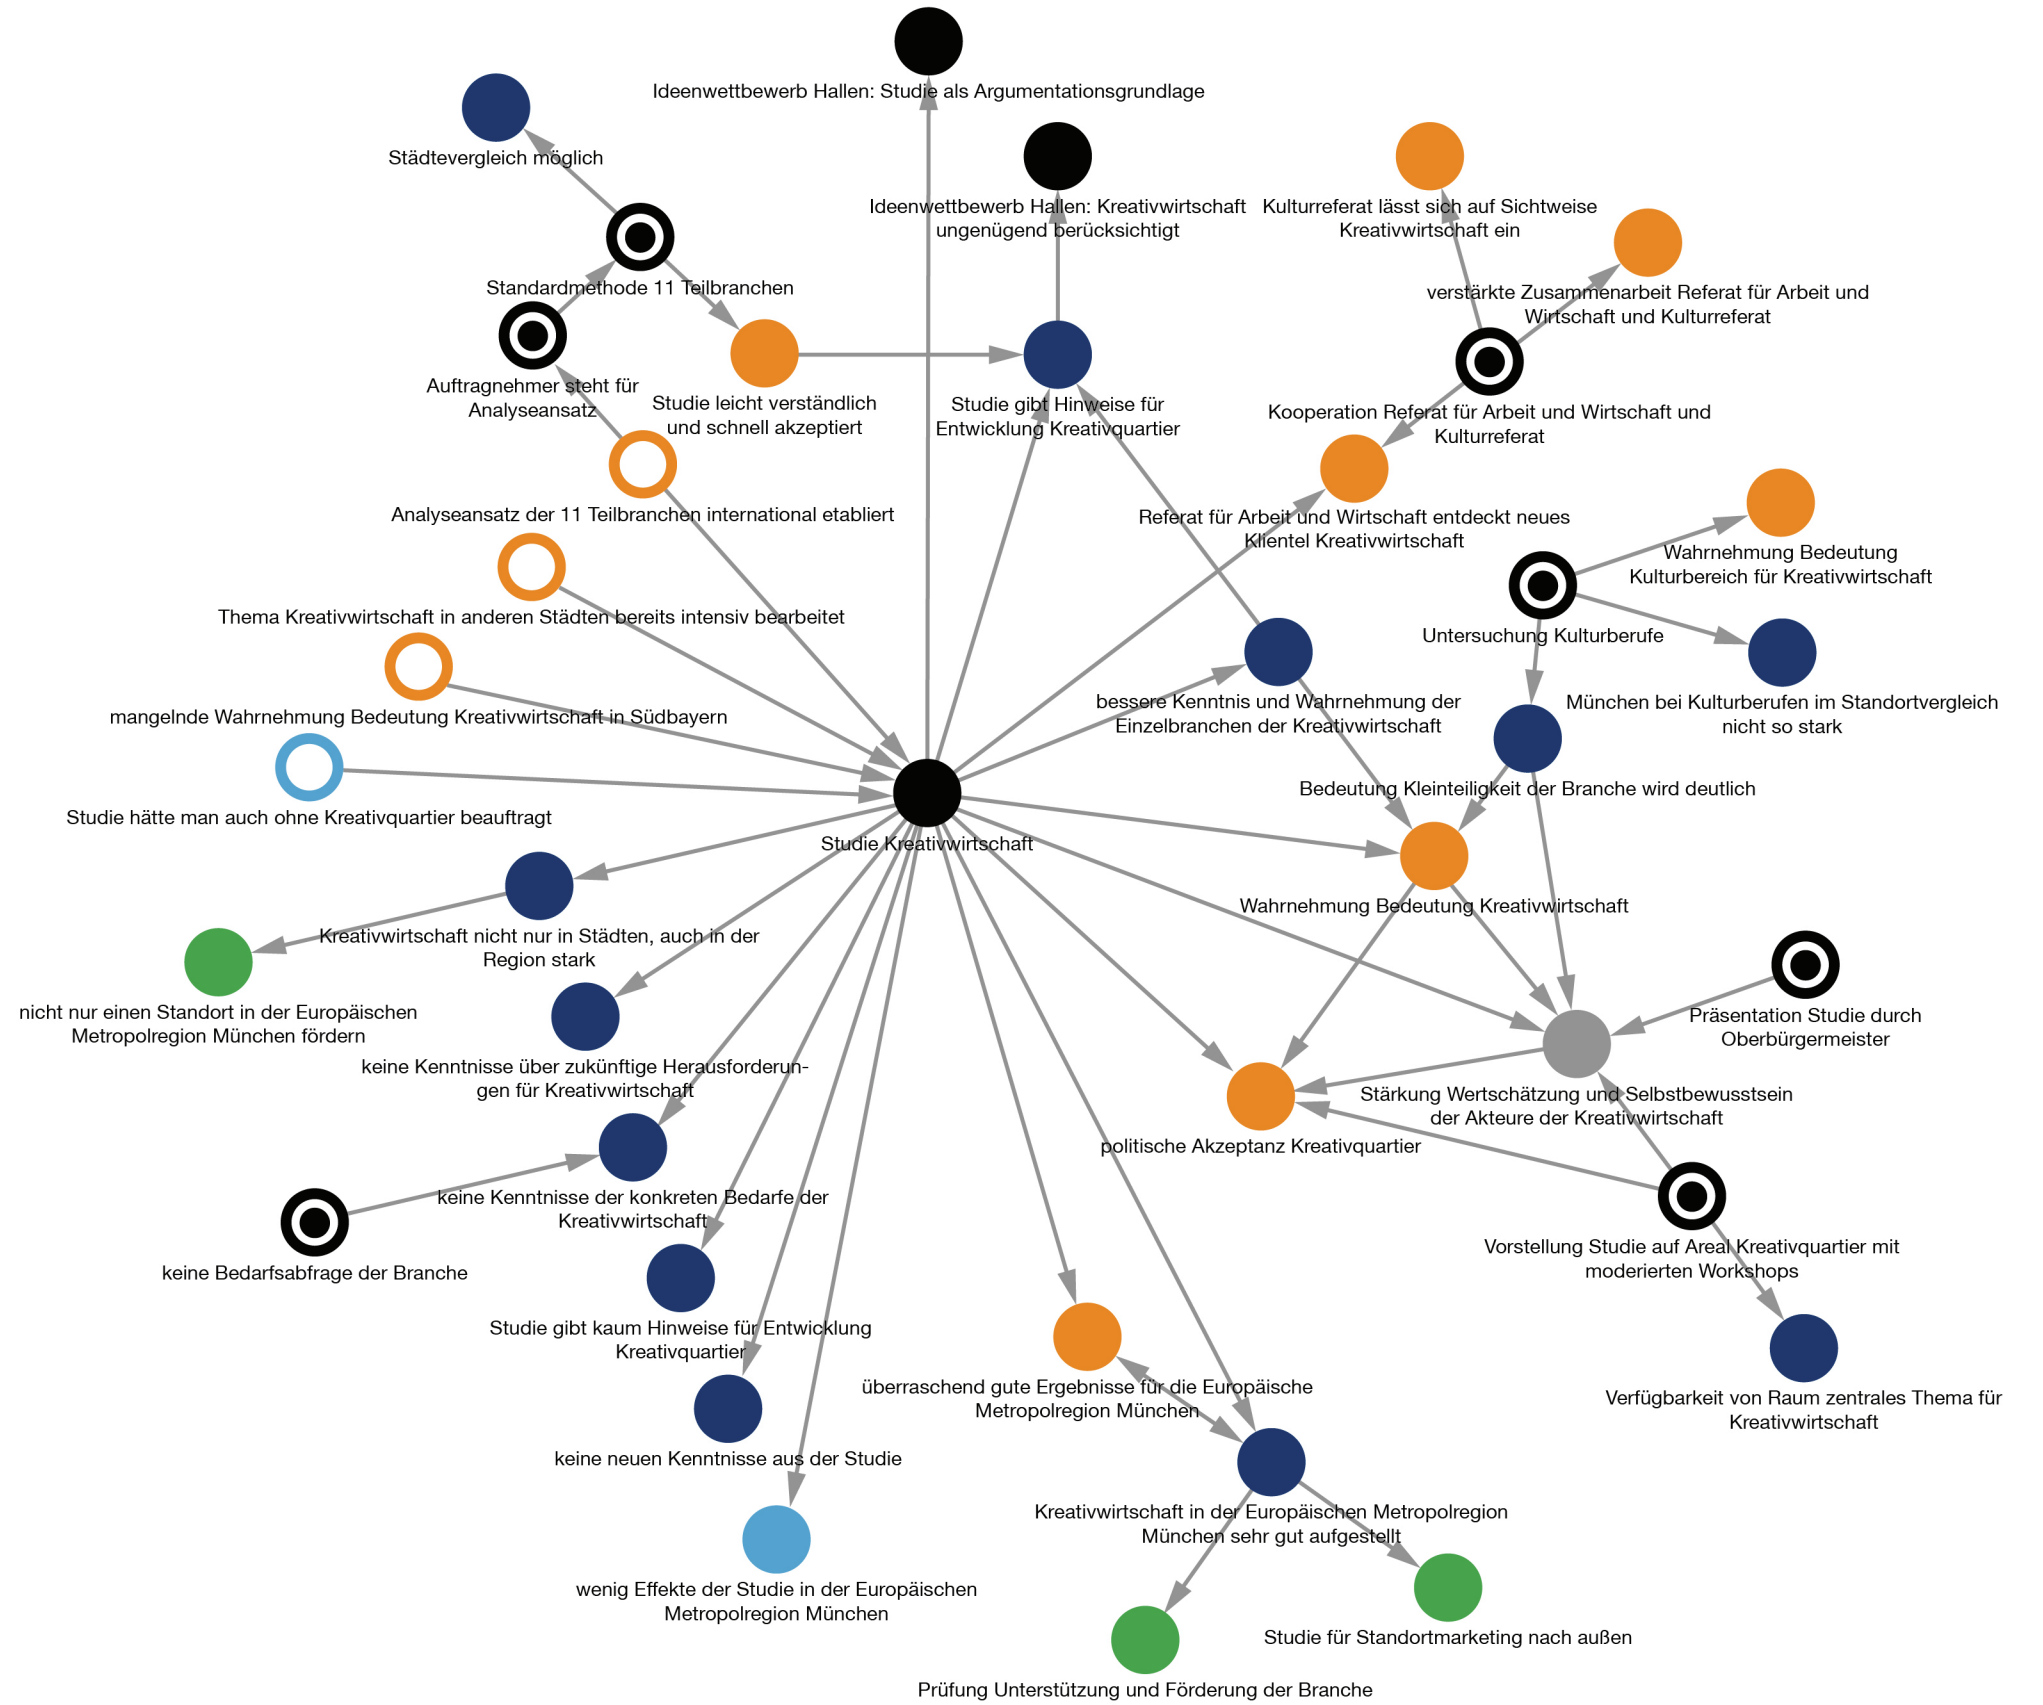 Ideenwettbewerb Hallen: Studie als Argumentationsgrundlage
Städtevergleich möglich
Ideenwettbewerb Hallen: Kreativwirtschaft
ungenügend berücksichtigt
Kulturreferat lässt sich auf Sichtweise
Kreativwirtschaft ein
Standardmethode 11 Teilbranchen
verstärkte Zusammenarbeit Referat für Arbeit und
Wirtschaft und Kulturreferat
Auftragnehmer steht für
Analyseansatz
Studie leicht verständlich
und schnell akzeptiert
Studie gibt Hinweise für
Entwicklung Kreativquartier
Kooperation Referat für Arbeit und Wirtschaft und
Kulturreferat
Analyseansatz der 11 Teilbranchen international etabliert
Referat für Arbeit und Wirtschaft entdeckt neues
Klientel Kreativwirtschaft
Wahrnehmung Bedeutung
Kulturbereich für Kreativwirtschaft
Thema Kreativwirtschaft in anderen Städten bereits intensiv bearbeitet
Untersuchung Kulturberufe
mangelnde Wahrnehmung Bedeutung Kreativwirtschaft in Südbayern
bessere Kenntnis und Wahrnehmung der
Einzelbranchen der Kreativwirtschaft
München bei Kulturberufen im Standortvergleich
nicht so stark
Studie hätte man auch ohne Kreativquartier beauftragt
Bedeutung Kleinteiligkeit der Branche wird deutlich
Studie Kreativwirtschaft
Wahrnehmung Bedeutung Kreativwirtschaft
Kreativwirtschaft nicht nur in Städten, auch in der
Region stark
nicht nur einen Standort in der Europäischen
Metropolregion München fördern
Präsentation Studie durch
Oberbürgermeister
keine Kenntnisse über zukünftige Herausforderun-
gen für Kreativwirtschaft
Stärkung Wertschätzung und Selbstbewusstsein
der Akteure der Kreativwirtschaft
politische Akzeptanz Kreativquartier
keine Kenntnisse der konkreten Bedarfe der
Kreativwirtschaft
keine Bedarfsabfrage der Branche
Vorstellung Studie auf Areal Kreativquartier mit
moderierten Workshops
Studie gibt kaum Hinweise für Entwicklung
Kreativquartier
überraschend gute Ergebnisse für die Europäische
Metropolregion München
Verfügbarkeit von Raum zentrales Thema für
Kreativwirtschaft
keine neuen Kenntnisse aus der Studie
Kreativwirtschaft in der Europäischen Metropolregion
München sehr gut aufgestellt
wenig Effekte der Studie in der Europäischen
Metropolregion München
Studie für Standortmarketing nach außen
Prüfung Unterstützung und Förderung der Branche